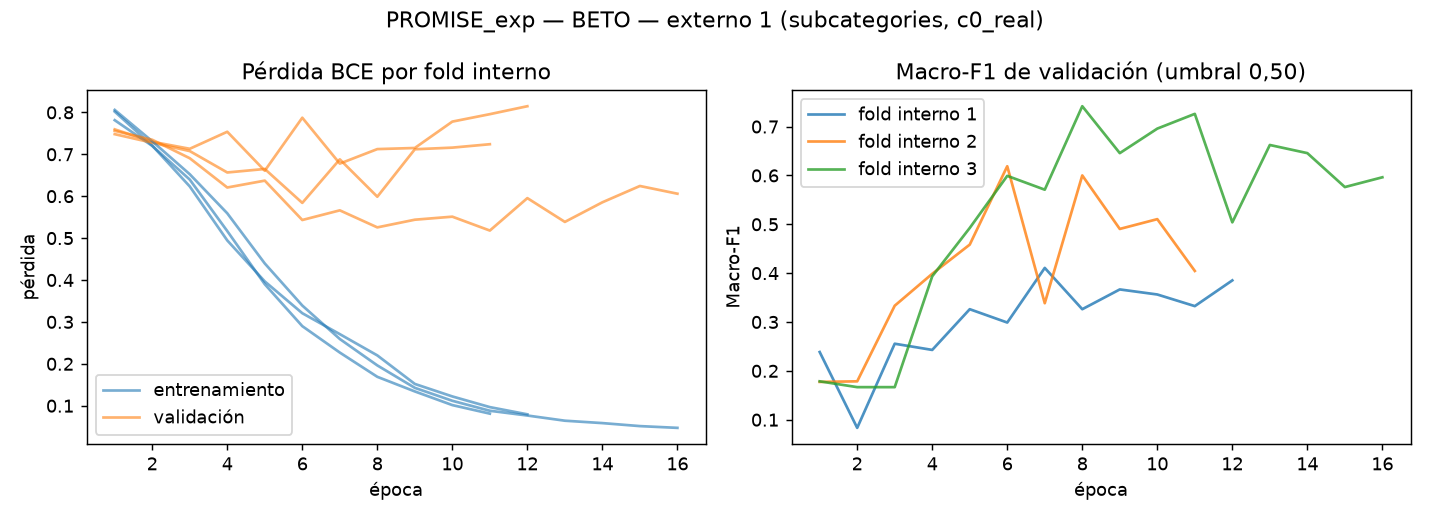 PROMISE_exp — BETO — externo 1 (subcategories, c0_real)
Pérdida BCE por fold interno
0.8
0.7
0.6
0.5
0.4
0.3
0.2
0.1
pérdida
entrenamiento
validación
2 4 6 8 10 12 14 16
época
Macro-F1 de validación (umbral 0,50)
fold interno 1
fold interno 2
fold interno 3
0.7
0.6
0.5
0.4
0.3
0.2
0.1
Macro-F1
2 4 6 8 10 12 14 16
época